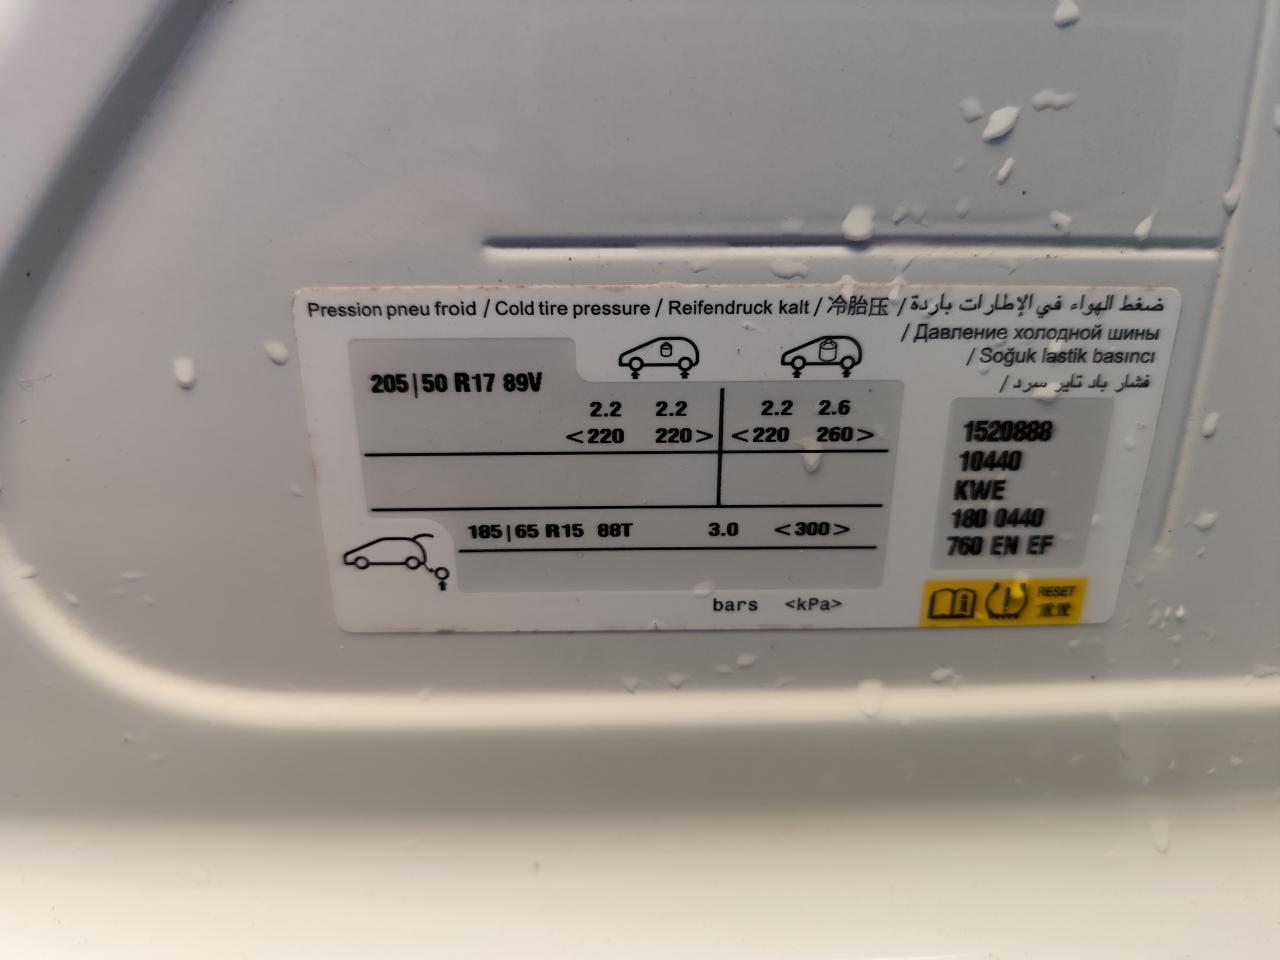 Pression pneu froid / Cold tire pressure / Reifendruck kalt / 冷胎压 / ضغط الهواء في الإطارات باردة
/ Давление холодной шины
/ Soğuk lastik basıncı
/ فشار باد تایر سرد
205|50 R17 89V
2.2 2.2 2.2 2.6
<220 220> <220 260>
185|65 R15 88T 3.0 <300>
bars <kPa>
1520888
10440
KWE
180 0440
760 EN EF
RESET